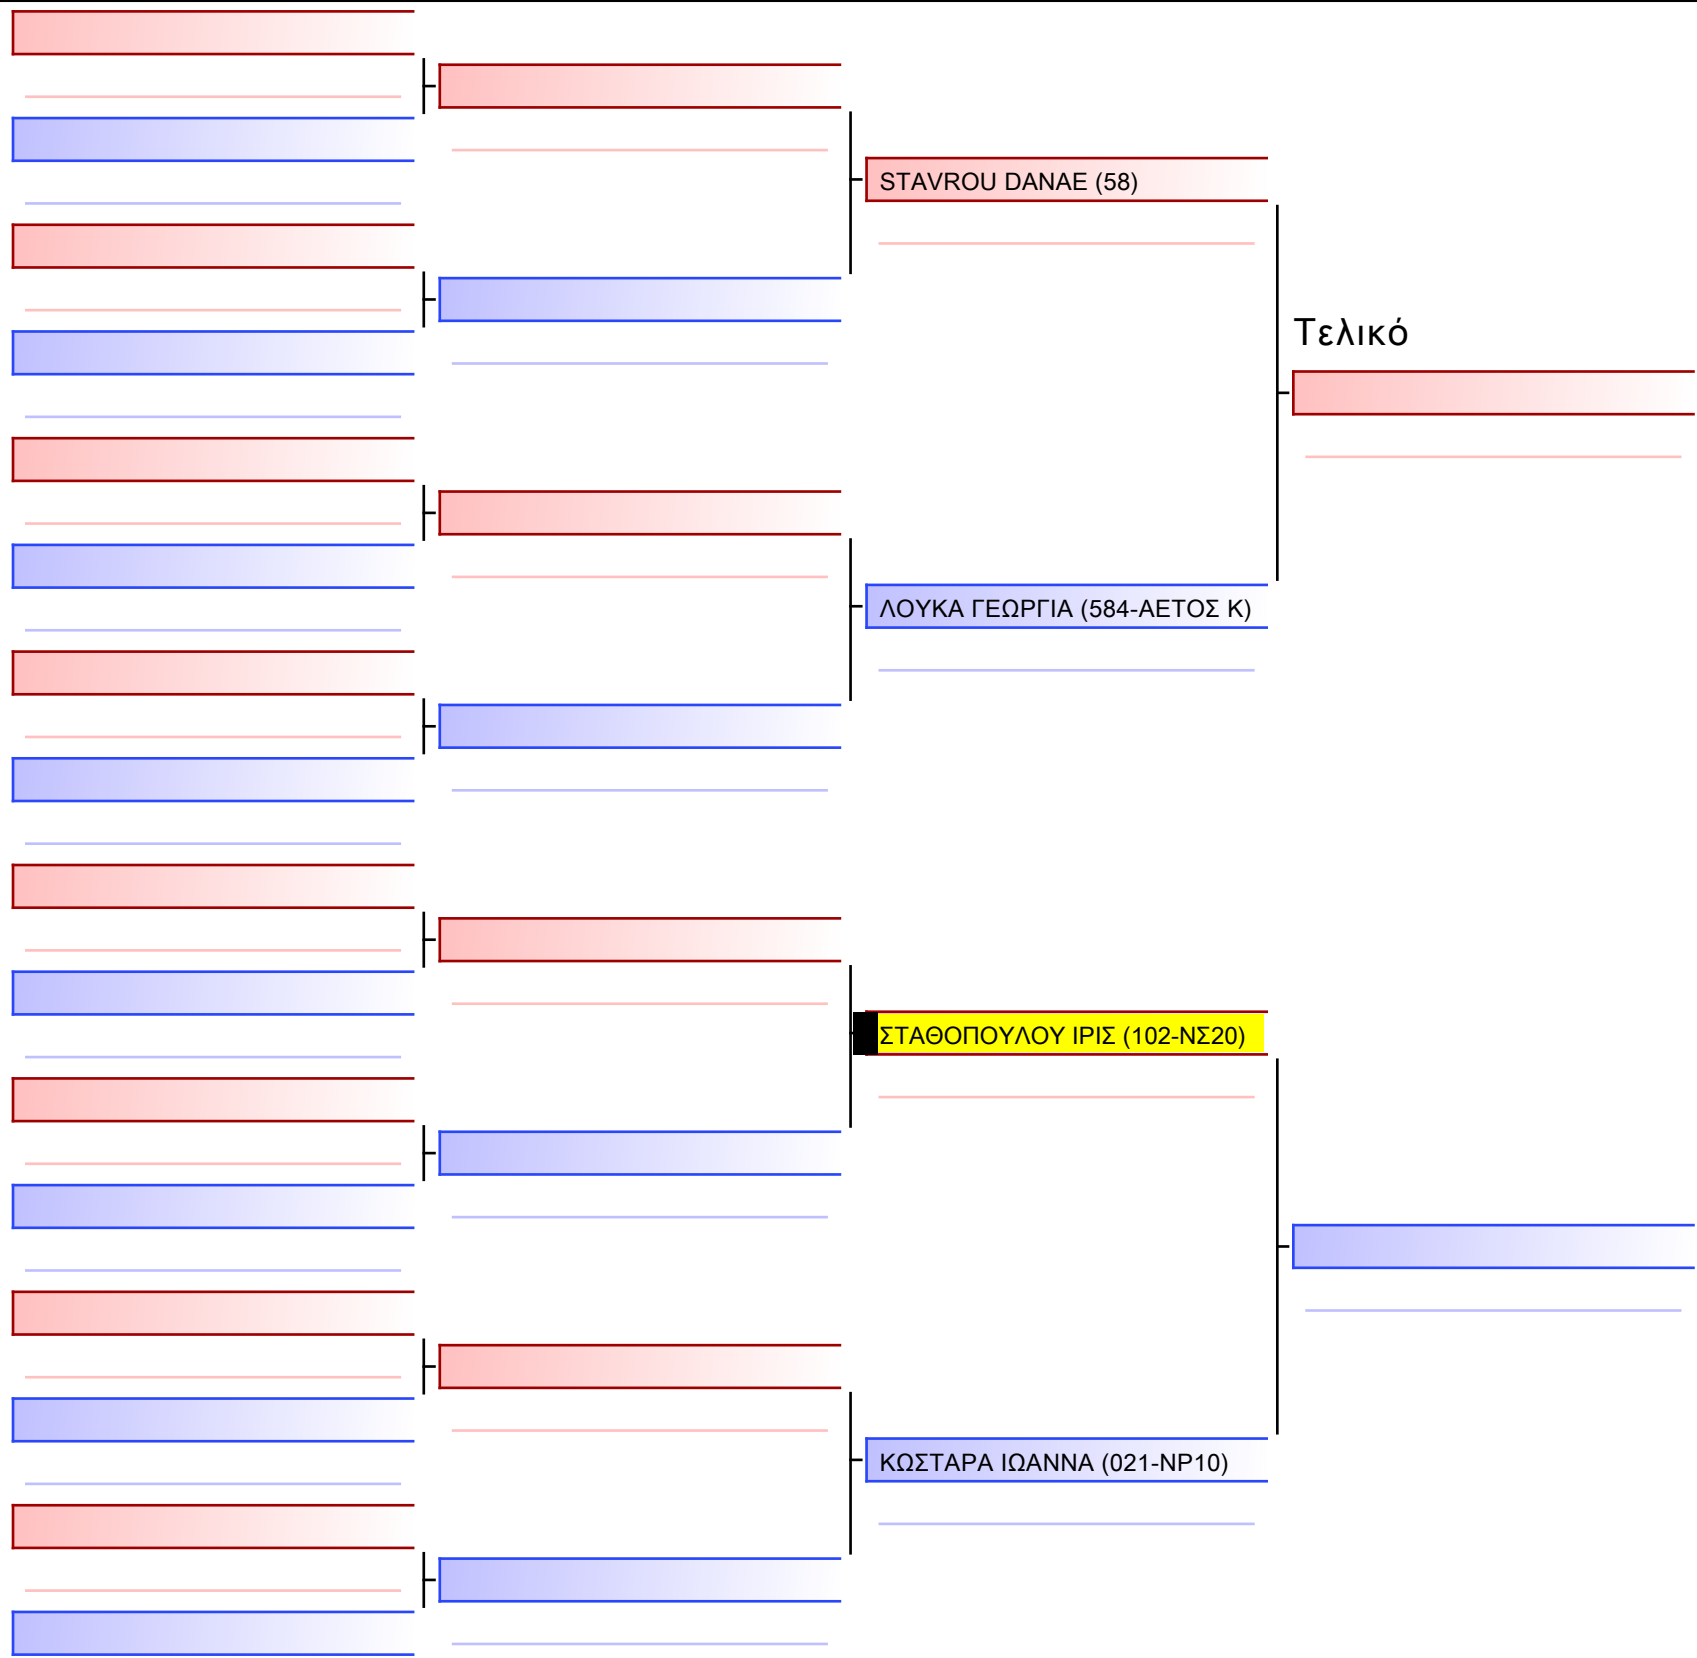 STAVROU DANAE (58)
Τελικό
ΛΟΥΚΑ ΓΕΩΡΓΙΑ (584-ΑΕΤΟΣ Κ)
ΣΤΑΘΟΠΟΥΛΟΥ ΙΡΙΣ (102-ΝΣ20)
ΚΩΣΤΑΡΑ ΙΩΑΝΝΑ (021-ΝΡ10)